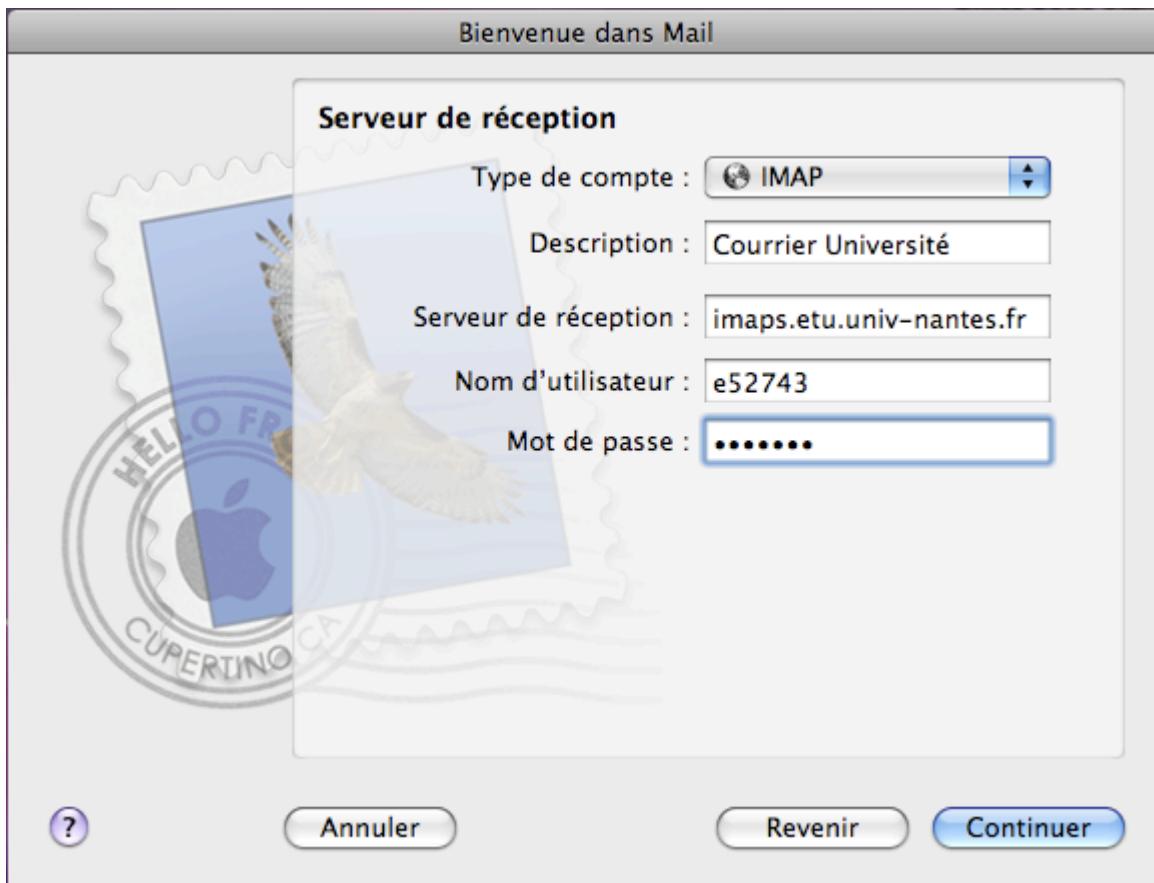 Bienvenue dans Mail
Serveur de réception
Type de compte : IMAP
Description : Courrier Université
Serveur de réception : imaps.etu.univ-nantes.fr
Nom d’utilisateur : e52743
Mot de passe : •••••••
HELLO FR
CUPERTINO CA
? Annuler Revenir Continuer